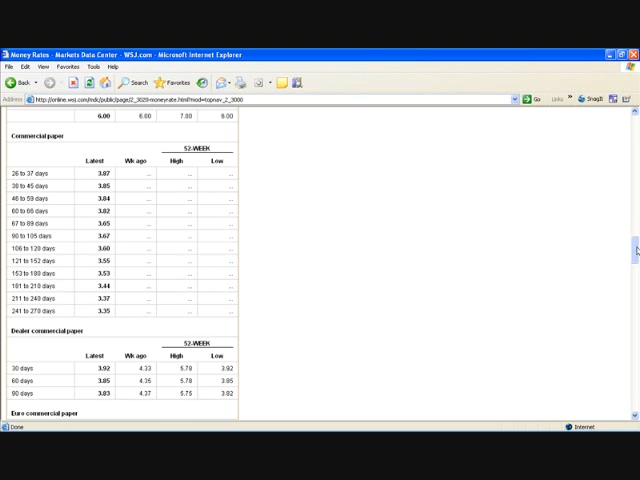 Money Rates - Markets Data Center - WSJ.com - Microsoft Internet Explorer
File Edit View Favorites Tools Help
Back Search Favorites
Address http://online.wsj.com/mdc/public/page/2_3020-moneyrate.html?mod=topnav_2_3000 Go Links » SnagIt
6.00 6.00 7.80 6.00
Commercial paper
52-WEEK
Latest Wk ago High Low
26 to 37 days 3.87 ... ... ...
38 to 45 days 3.85 ... ... ...
46 to 59 days 3.84 ... ... ...
60 to 66 days 3.82 ... ... ...
67 to 89 days 3.65 ... ... ...
90 to 105 days 3.67 ... ... ...
106 to 120 days 3.60 ... ... ...
121 to 152 days 3.55 ... ... ...
153 to 180 days 3.53 ... ... ...
181 to 210 days 3.44 ... ... ...
211 to 240 days 3.37 ... ... ...
241 to 270 days 3.35 ... ... ...
Dealer commercial paper
52-WEEK
Latest Wk ago High Low
30 days 3.92 4.33 5.78 3.92
60 days 3.85 4.35 5.78 3.85
90 days 3.83 4.37 5.75 3.82
Euro commercial paper
Done Internet